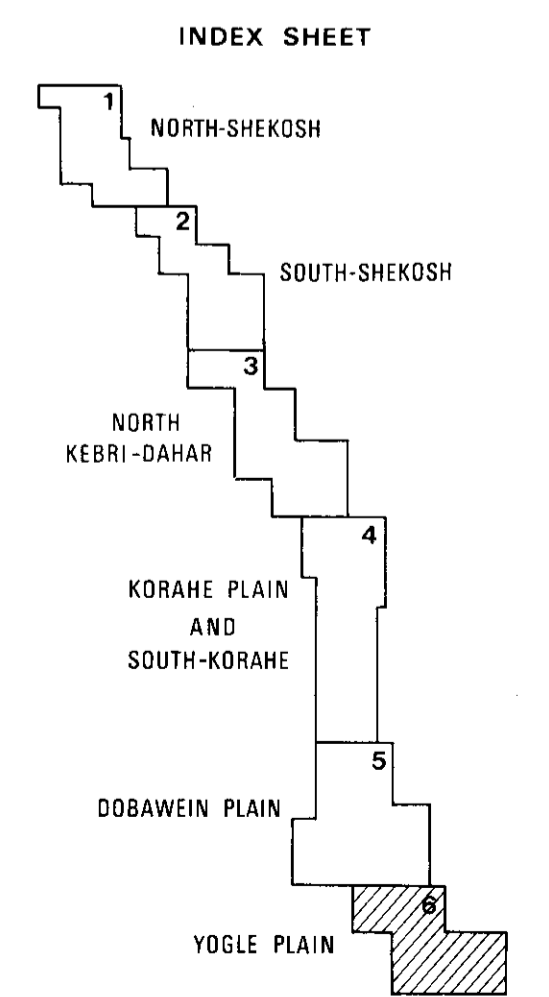 INDEX SHEET
1
NORTH-SHEKOSH
2
SOUTH-SHEKOSH
3
NORTH
KEBRI-DAHAR
4
KORAHE PLAIN
AND
SOUTH-KORAHE
5
DOBAWEIN PLAIN
6
YOGLE PLAIN